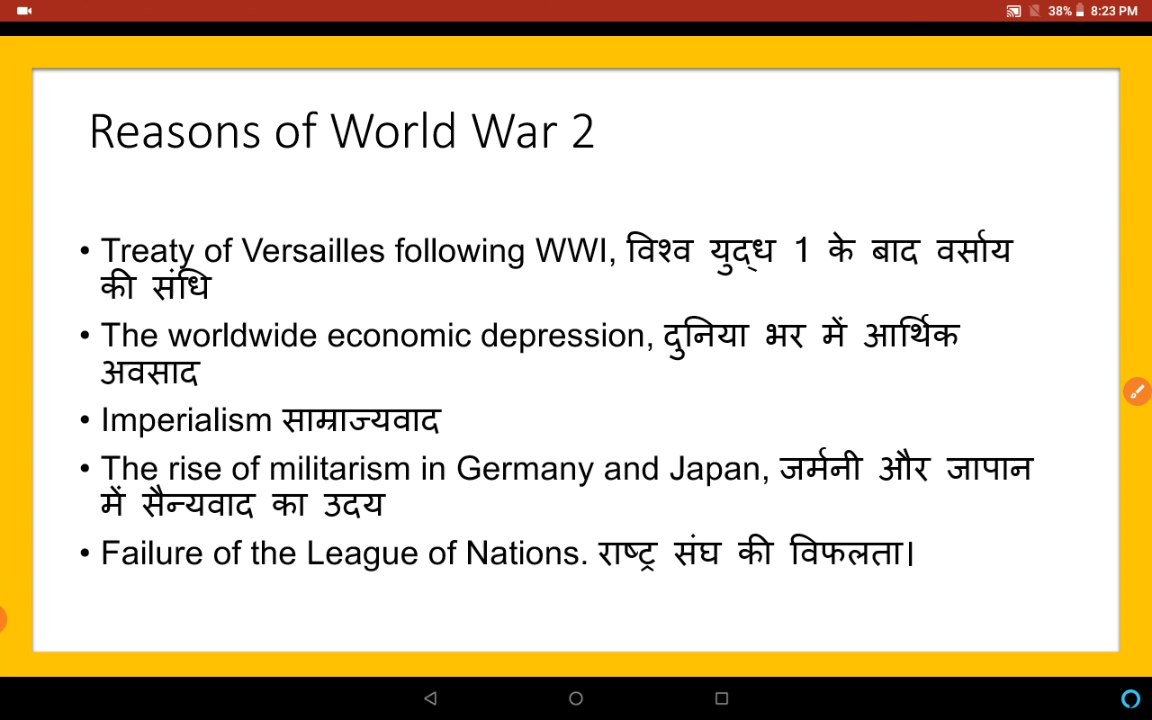 38% 8:23 PM
Reasons of World War 2
• Treaty of Versailles following WWI, विश्व युद्ध 1 के बाद वर्साय
की संधि
• The worldwide economic depression, दुनिया भर में आर्थिक
अवसाद
• Imperialism साम्राज्यवाद
• The rise of militarism in Germany and Japan, जर्मनी और जापान
में सैन्यवाद का उदय
• Failure of the League of Nations. राष्ट्र संघ की विफलता।